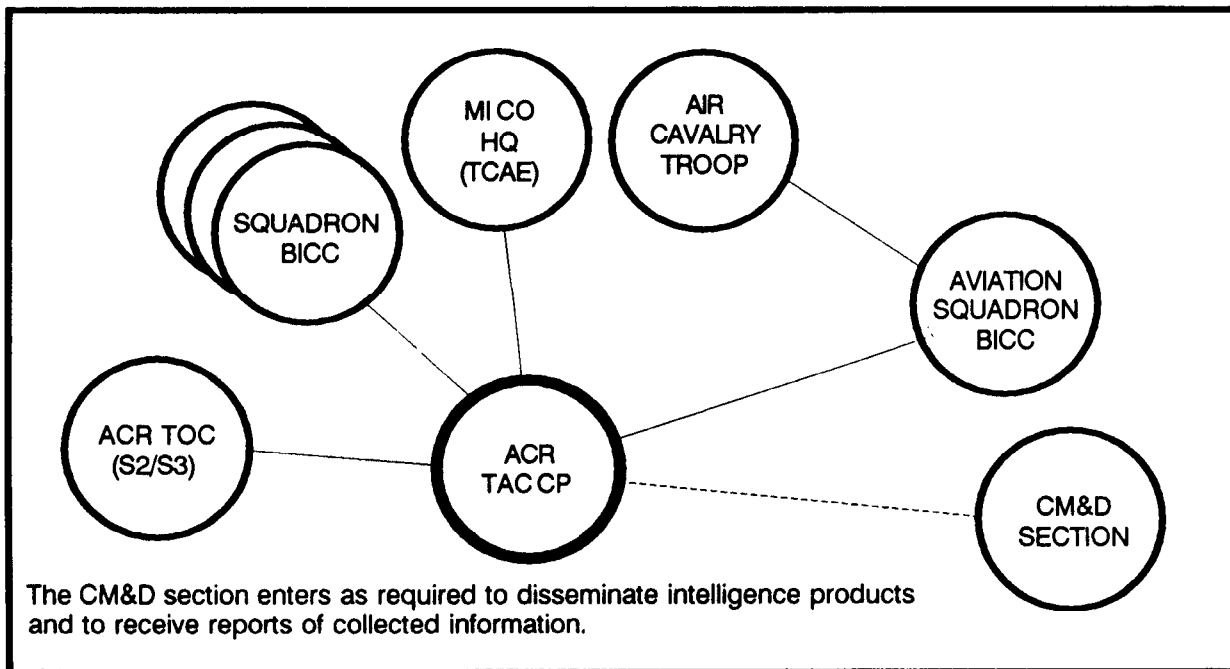 MI CO
HQ
(TCAE)
AIR
CAVALRY
TROOP
SQUADRON
BICC
AVIATION
SQUADRON
BICC
ACR TOC
(S2/S3)
ACR
TAC CP
CM&D
SECTION
The CM&D section enters as required to disseminate intelligence products
and to receive reports of collected information.